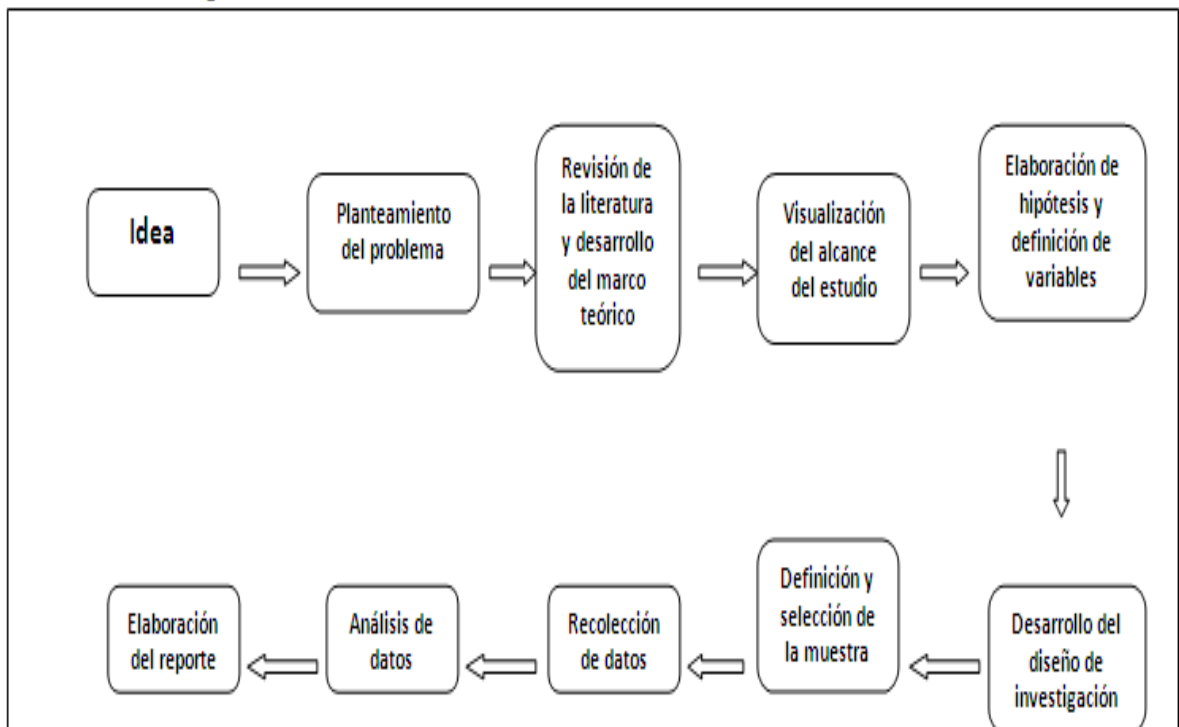 Idea
Planteamiento
del problema
Revisión de
la literatura
y desarrollo
del marco
teórico
Visualización
del alcance
del estudio
Elaboración de
hipótesis y
definición de
variables
Desarrollo del
diseño de
investigación
Definición y
selección de
la muestra
Recolección
de datos
Análisis de
datos
Elaboración
del reporte